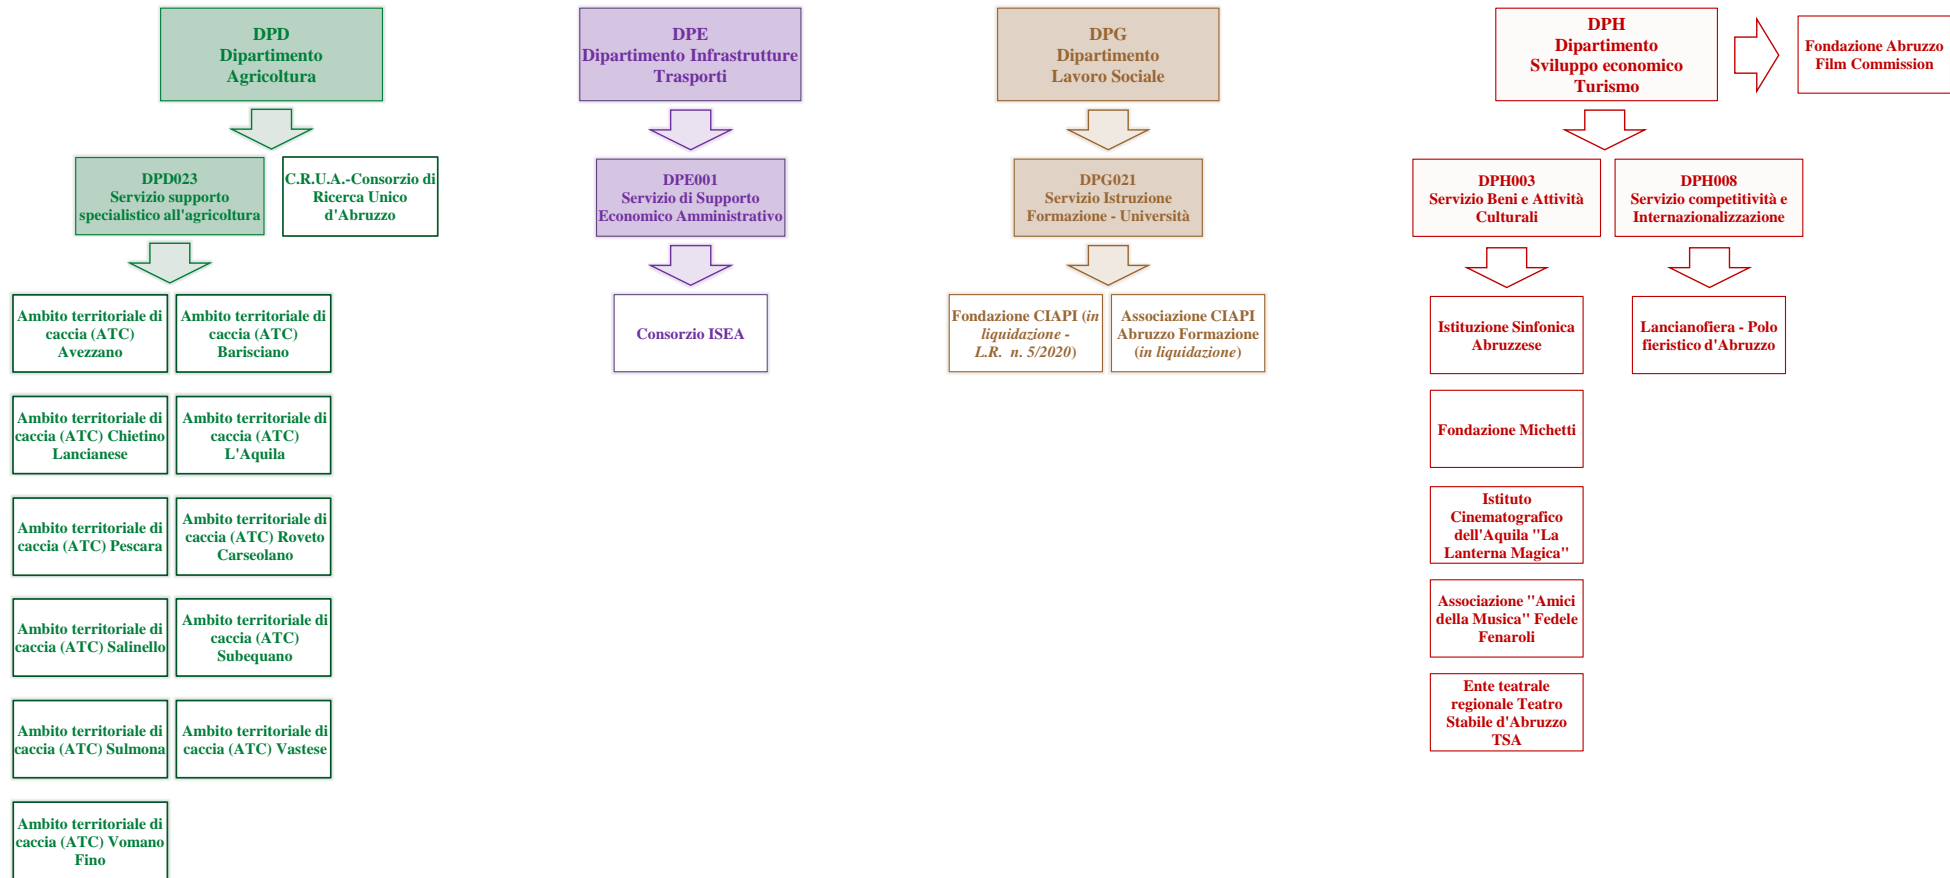 DPD
Dipartimento
Agricoltura
DPE
Dipartimento Infrastrutture
Trasporti
DPG
Dipartimento
Lavoro Sociale
DPH
Dipartimento
Sviluppo economico
Turismo
Fondazione Abruzzo
Film Commission
DPD023
Servizio supporto
specialistico all'agricoltura
C.R.U.A.-Consorzio di
Ricerca Unico
d'Abruzzo
DPE001
Servizio di Supporto
Economico Amministrativo
DPG021
Servizio Istruzione
Formazione - Università
DPH003
Servizio Beni e Attività
Culturali
DPH008
Servizio competitività e
Internazionalizzazione
Ambito territoriale di
caccia (ATC)
Avezzano
Ambito territoriale di
caccia (ATC)
Barisciano
Consorzio ISEA
Fondazione CIAPI (in
liquidazione -
L.R. n. 5/2020)
Associazione CIAPI
Abruzzo Formazione
(in liquidazione)
Istituzione Sinfonica
Abruzzese
Lancianofiera - Polo
fieristico d'Abruzzo
Ambito territoriale di
caccia (ATC) Chietino
Lancianese
Ambito territoriale di
caccia (ATC)
L'Aquila
Fondazione Michetti
Ambito territoriale di
caccia (ATC) Pescara
Ambito territoriale di
caccia (ATC) Roveto
Carseolano
Istituto
Cinematografico
dell'Aquila "La
Lanterna Magica"
Ambito territoriale di
caccia (ATC) Salinello
Ambito territoriale di
caccia (ATC)
Subequano
Associazione "Amici
della Musica" Fedele
Fenaroli
Ambito territoriale di
caccia (ATC) Sulmona
Ambito territoriale di
caccia (ATC) Vastese
Ente teatrale
regionale Teatro
Stabile d'Abruzzo
TSA
Ambito territoriale di
caccia (ATC) Vomano
Fino